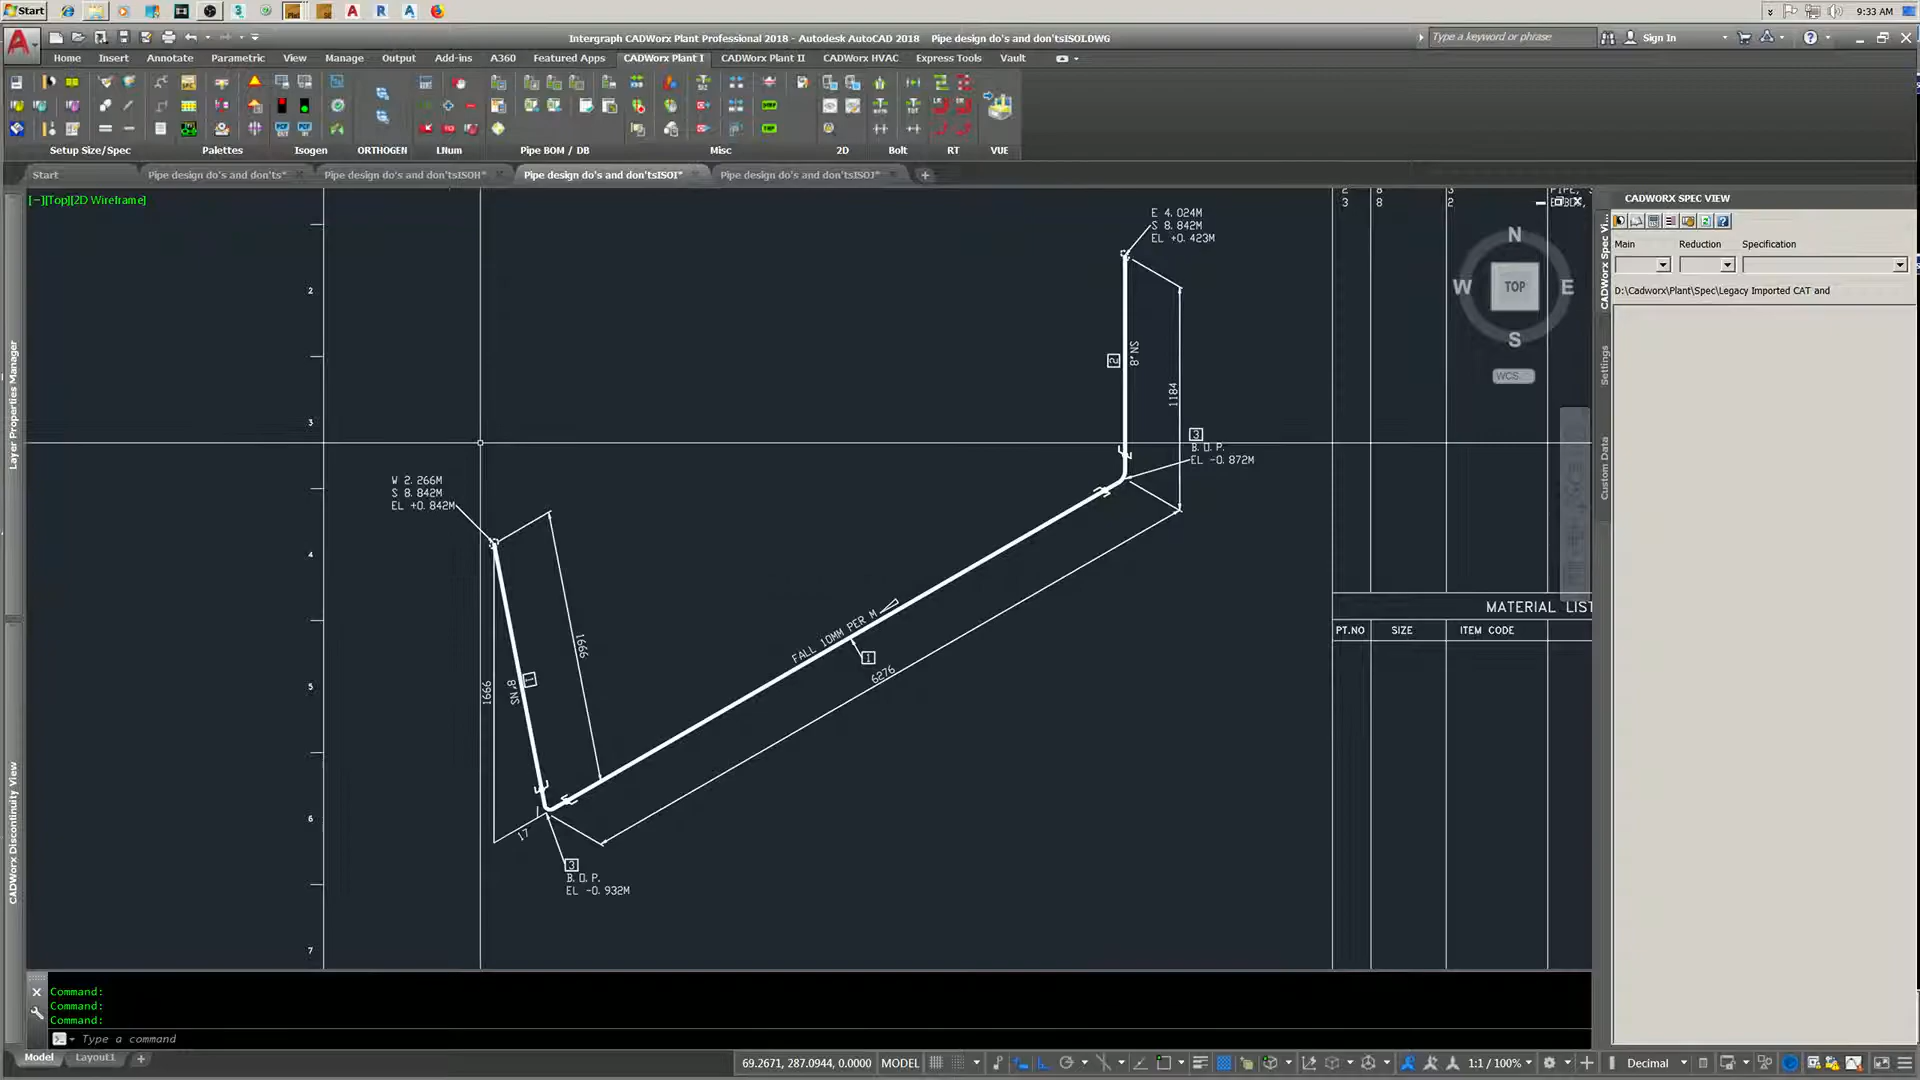 Start
9:33 AM
Intergraph CADWorx Plant Professional 2018 - Autodesk AutoCAD 2018 Pipe design do's and don'tsISOI.DWG
Type a keyword or phrase
Sign In
Home Insert Annotate Parametric View Manage Output Add-ins A360 Featured Apps CADWorx Plant I CADWorx Plant II CADWorx HVAC Express Tools Vault
Setup Size/Spec Palettes Isogen ORTHOGEN LNum Pipe BOM / DB Misc 2D Bolt RT VUE
Start Pipe design do's and don'ts* Pipe design do's and don'tsISOH* Pipe design do's and don'tsISOI* Pipe design do's and don'tsISOJ*
[−][Top][2D Wireframe]
E 4.024M
S 8.842M
EL +0.423M
3 8 2
N
W TOP E
S
WCS
2
3
4
5
6
7
2
8"NS
1184
3
B.O.P.
EL -0.872M
W 2.266M
S 8.842M
EL +0.842M
1666
1666
8"NS
1
FALL 10MM PER M
1
6276
17
3
B.O.P.
EL -0.932M
MATERIAL LIST
PT.NO SIZE ITEM CODE
CADWORX SPEC VIEW
Main Reduction Specification
D:\Cadworx\Plant\Spec\Legacy Imported CAT and
CADWorx Spec Vi...
Settings
Custom Data
Layer Properties Manager
CADWorx Discontinuity View
Command:
Command:
Command:
Type a command
Model Layout1
69.2671, 287.0944, 0.0000 MODEL
1:1 / 100%
Decimal